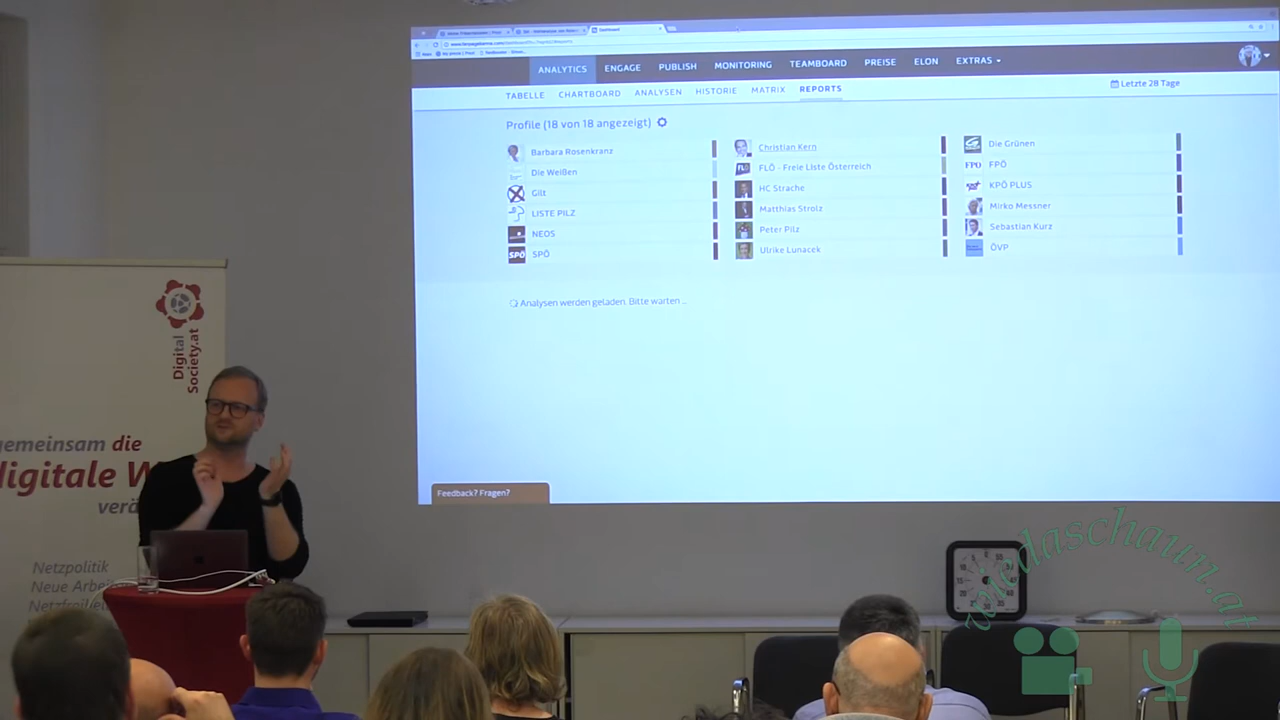 ANALYTICS ENGAGE PUBLISH MONITORING TEAMBOARD PREISE ELON EXTRAS
TABELLE CHARTBOARD ANALYSEN HISTORIE MATRIX REPORTS Letzte 28 Tage
Profile (18 von 18 angezeigt)
Barbara Rosenkranz Christian Kern Die Grünen
Die Weißen FLÖ - Freie Liste Österreich FPÖ
Gilt HC Strache KPÖ PLUS
LISTE PILZ Matthias Strolz Mirko Messner
NEOS Peter Pilz Sebastian Kurz
SPÖ Ulrike Lunacek ÖVP
Analysen werden geladen. Bitte warten ...
Feedback? Fragen?
Digital
Society.at
gemeinsam die
digitale W
verä
Netzpolitik
Neue Arbei
wiedaschaun.at